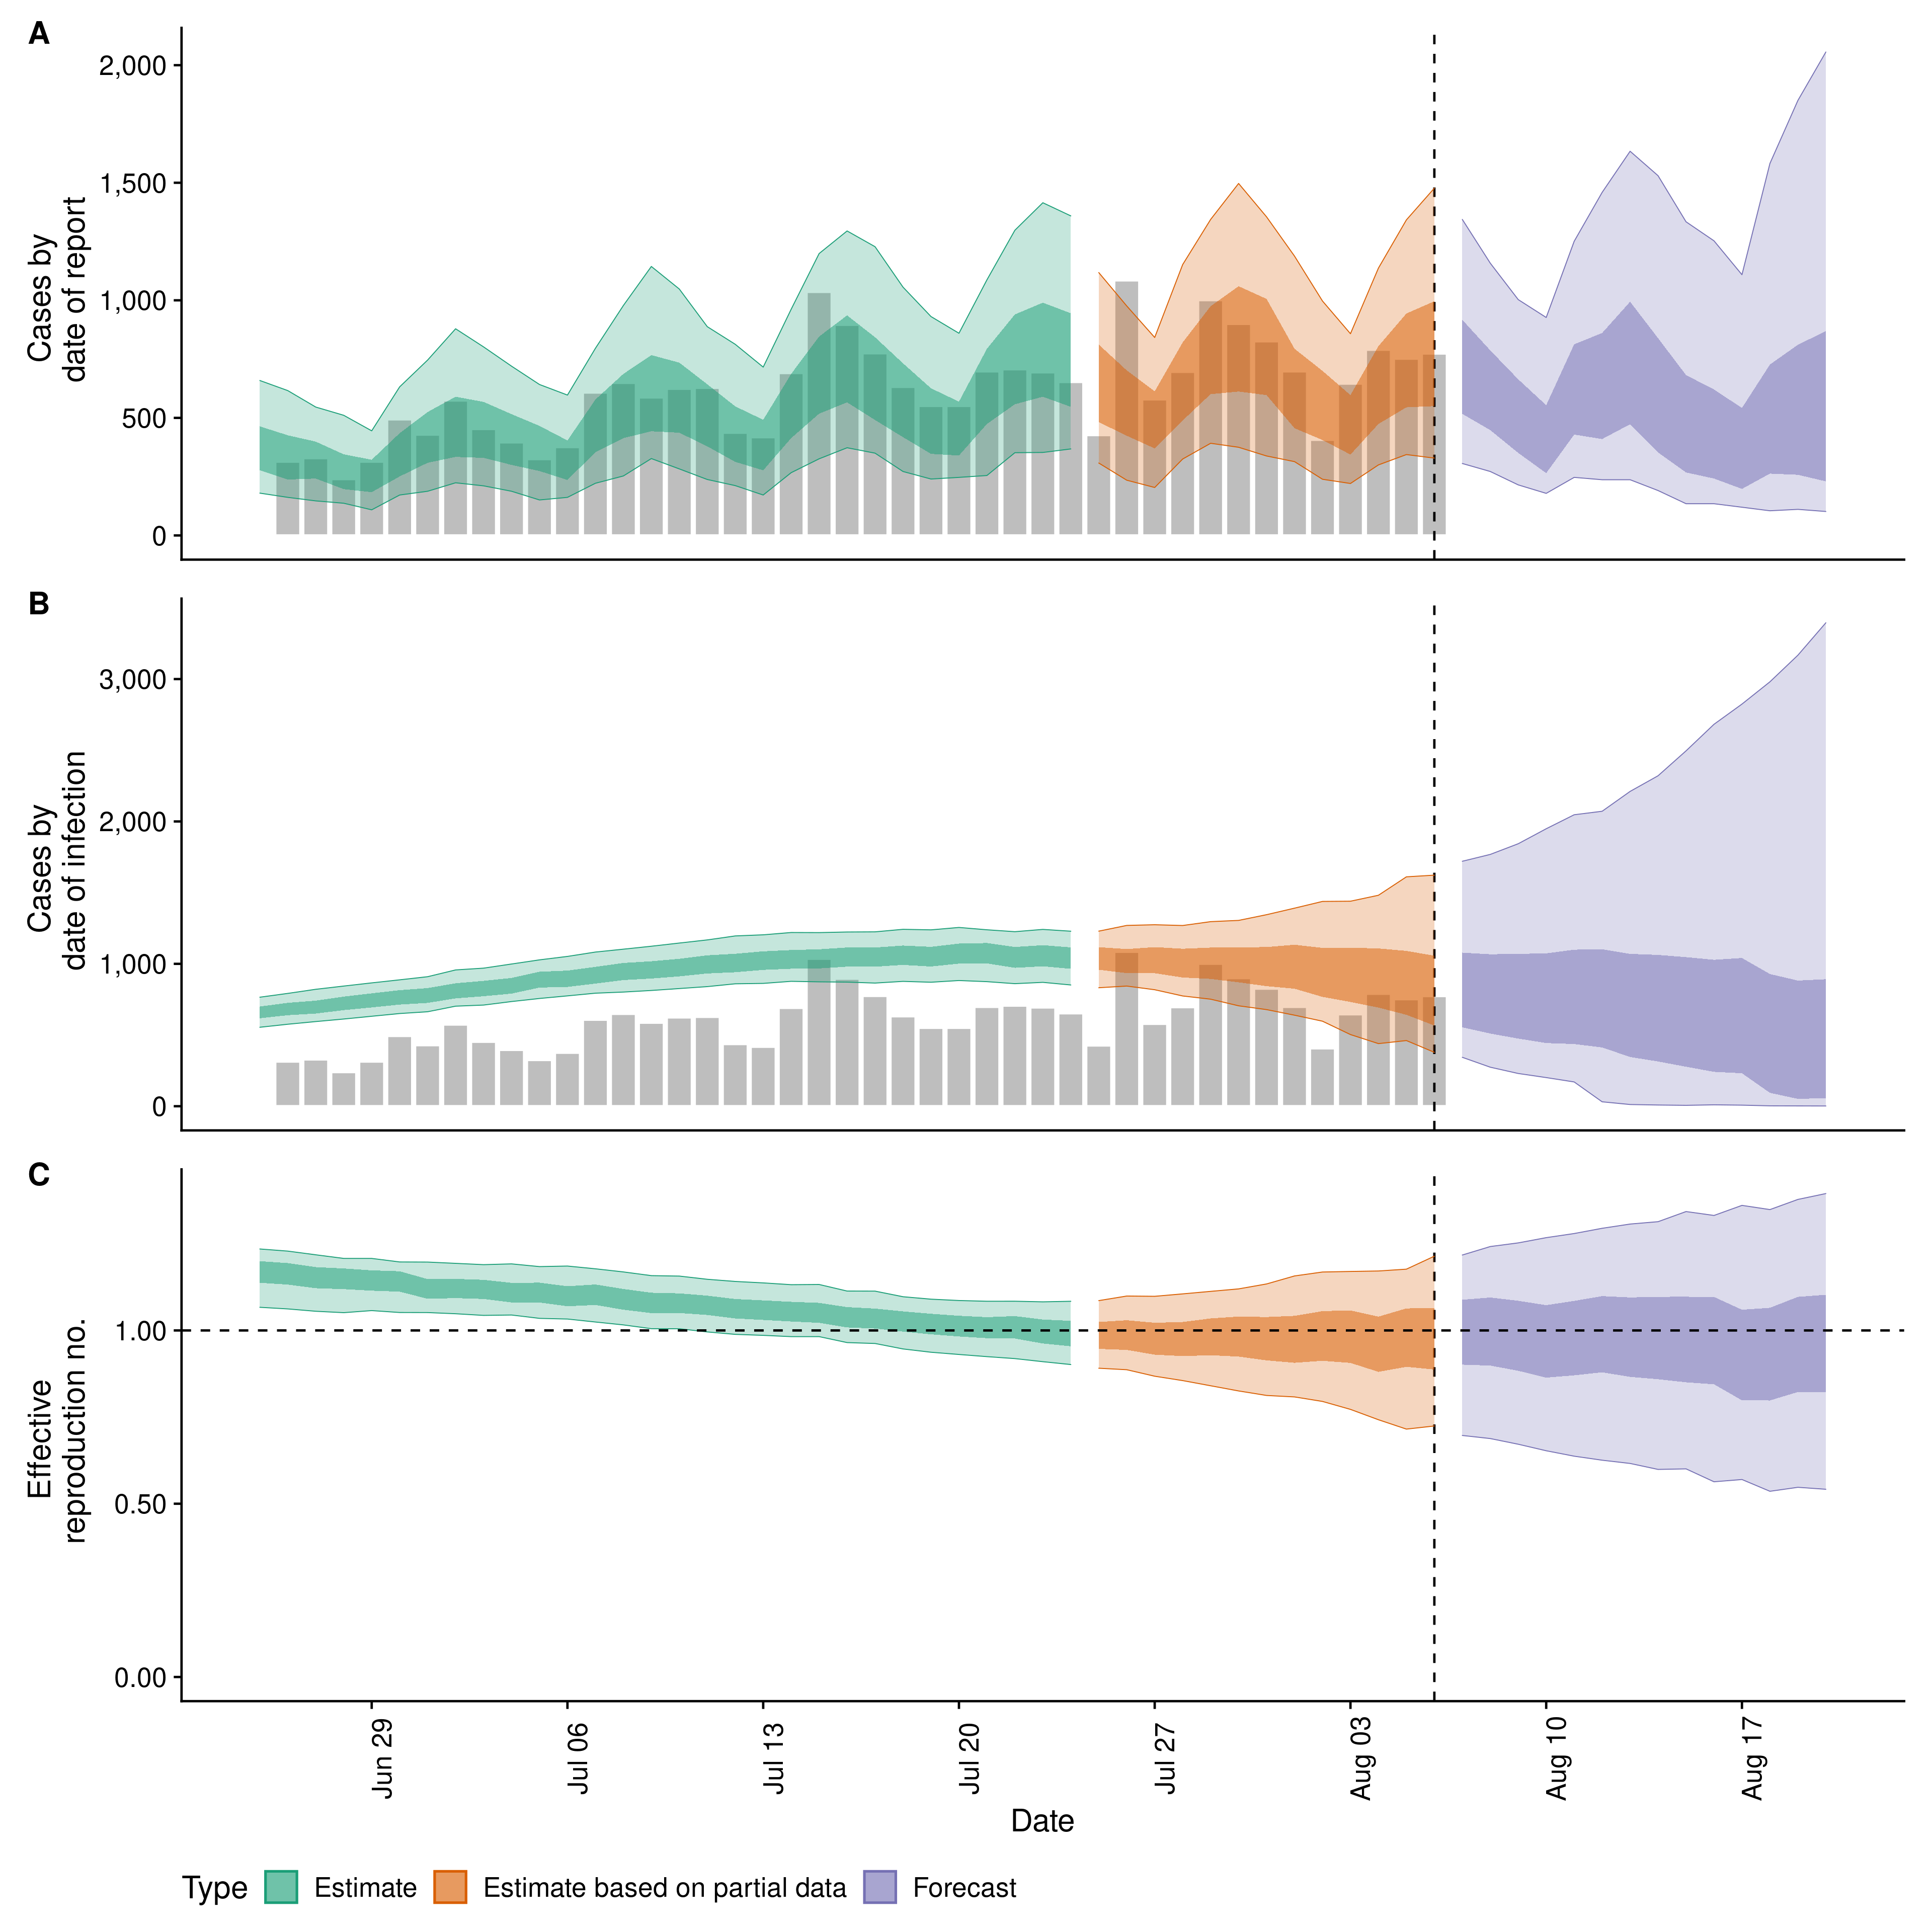 A
2,000
1,500
1,000
500
0
Cases by
date of report
B
3,000
2,000
1,000
0
Cases by
date of infection
C
1.00
0.50
0.00
Effective
reproduction no.
Jun 29
Jul 06
Jul 13
Jul 20
Jul 27
Aug 03
Aug 10
Aug 17
Date
Type Estimate Estimate based on partial data Forecast